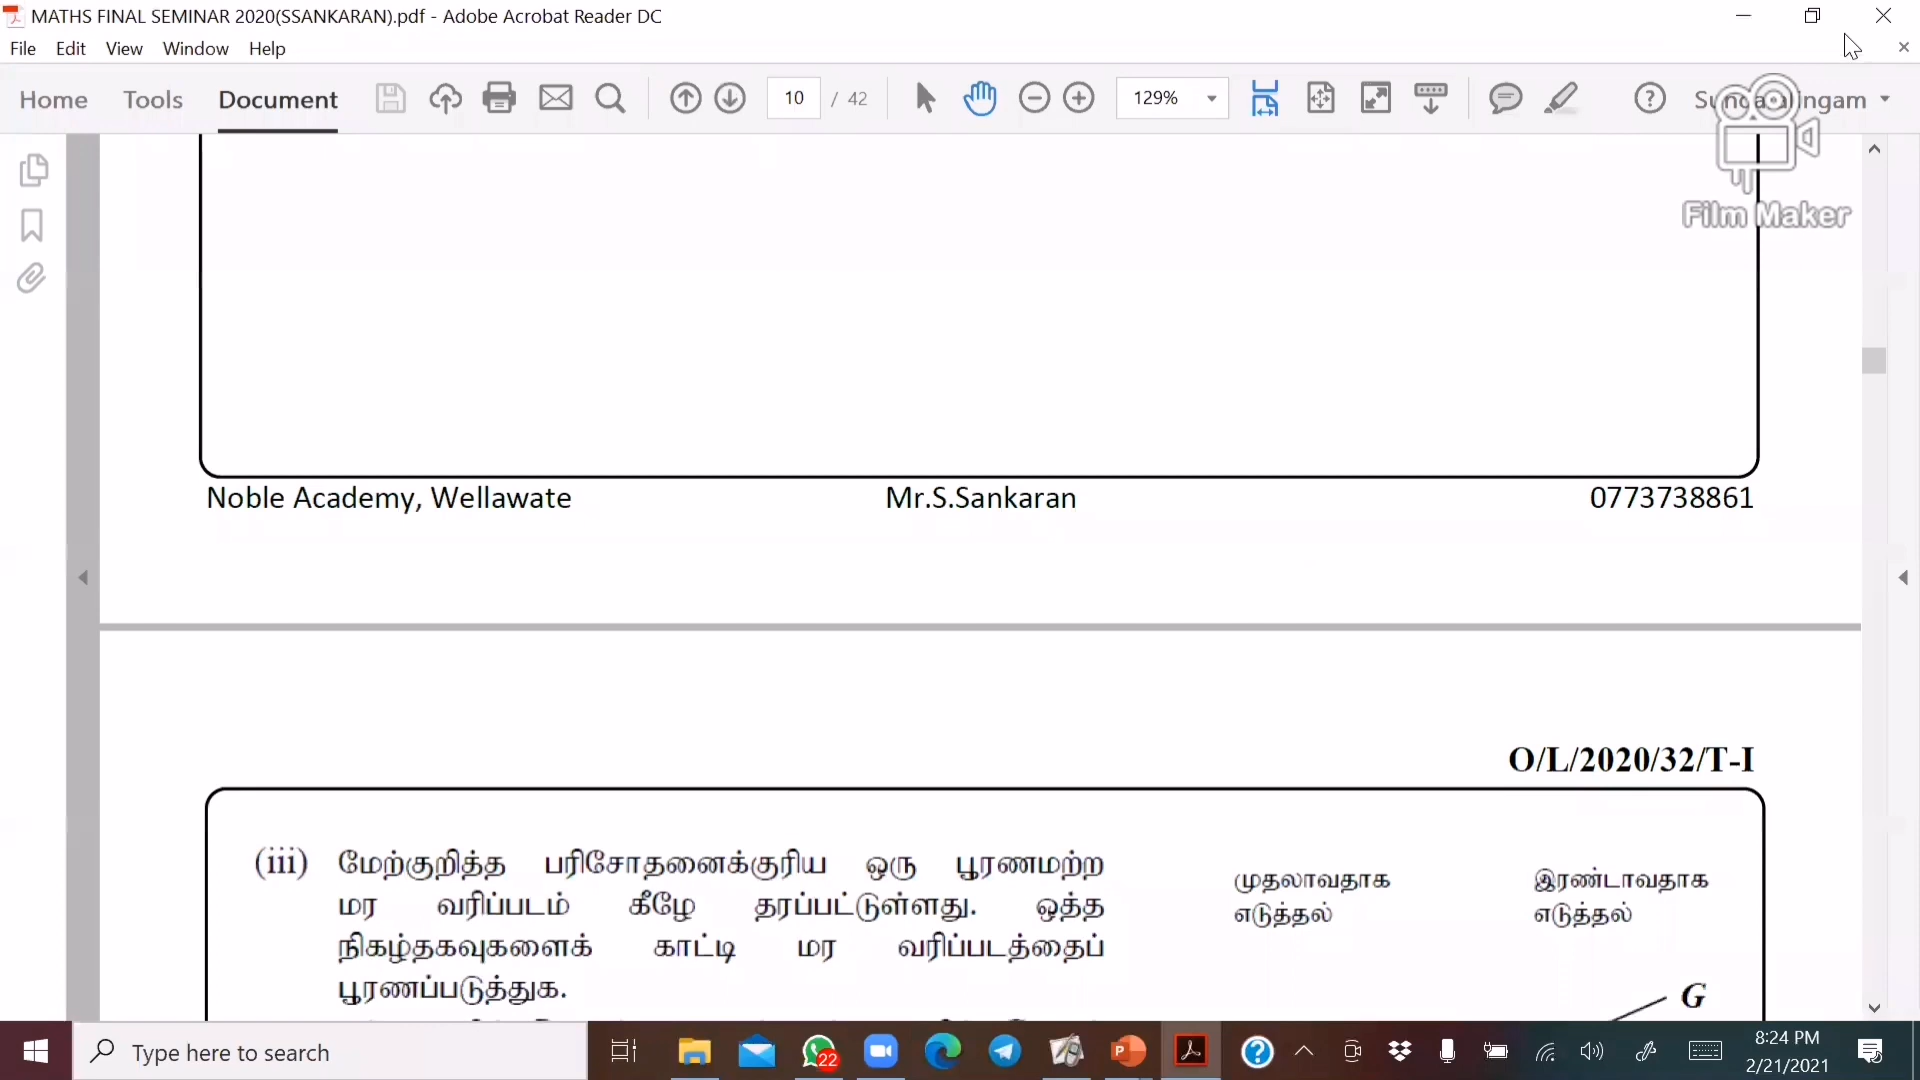 MATHS FINAL SEMINAR 2020(SSANKARAN).pdf - Adobe Acrobat Reader DC
File Edit View Window Help
Home Tools Document 10 / 42 129%
Film Maker
Noble Academy, Wellawate Mr.S.Sankaran 0773738861
O/L/2020/32/T-I
(iii) மேற்குறித்த பரிசோதனைக்குரிய ஒரு பூரணமற்ற
மர வரிப்படம் கீழே தரப்பட்டுள்ளது. ஒத்த
நிகழ்தகவுகளைக் காட்டி மர வரிப்படத்தைப்
பூரணப்படுத்துக.
முதலாவதாக இரண்டாவதாக
எடுத்தல் எடுத்தல்
G
Type here to search
22
8:24 PM
2/21/2021